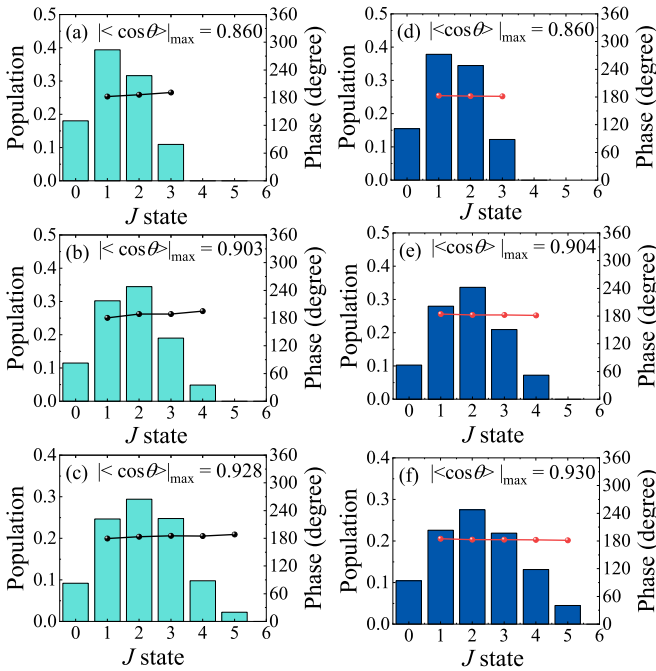 (a) |< cosθ>|max = 0.860
Population
0.5
0.4
0.3
0.2
0.1
0.0
360
300
240
180
120
60
0
Phase (degree)
0 1 2 3 4 5 6
J state
(d) |<cosθ>|max = 0.860
Population
0.5
0.4
0.3
0.2
0.1
0.0
360
300
240
180
120
60
0
Phase (degree)
0 1 2 3 4 5 6
J state
(b) |< cosθ>|max = 0.903
Population
0.5
0.4
0.3
0.2
0.1
0.0
360
300
240
180
120
60
0
Phase (degree)
0 1 2 3 4 5 6
J state
(e) |<cosθ>|max = 0.904
Population
0.5
0.4
0.3
0.2
0.1
0.0
360
300
240
180
120
60
0
Phase (degree)
0 1 2 3 4 5 6
J state
(c) |< cosθ>|max = 0.928
Population
0.4
0.3
0.2
0.1
0.0
360
300
240
180
120
60
0
Phase (degree)
0 1 2 3 4 5 6
J state
(f) |<cosθ>|max = 0.930
Population
0.4
0.3
0.2
0.1
0.0
360
300
240
180
120
60
0
Phase (degree)
0 1 2 3 4 5 6
J state